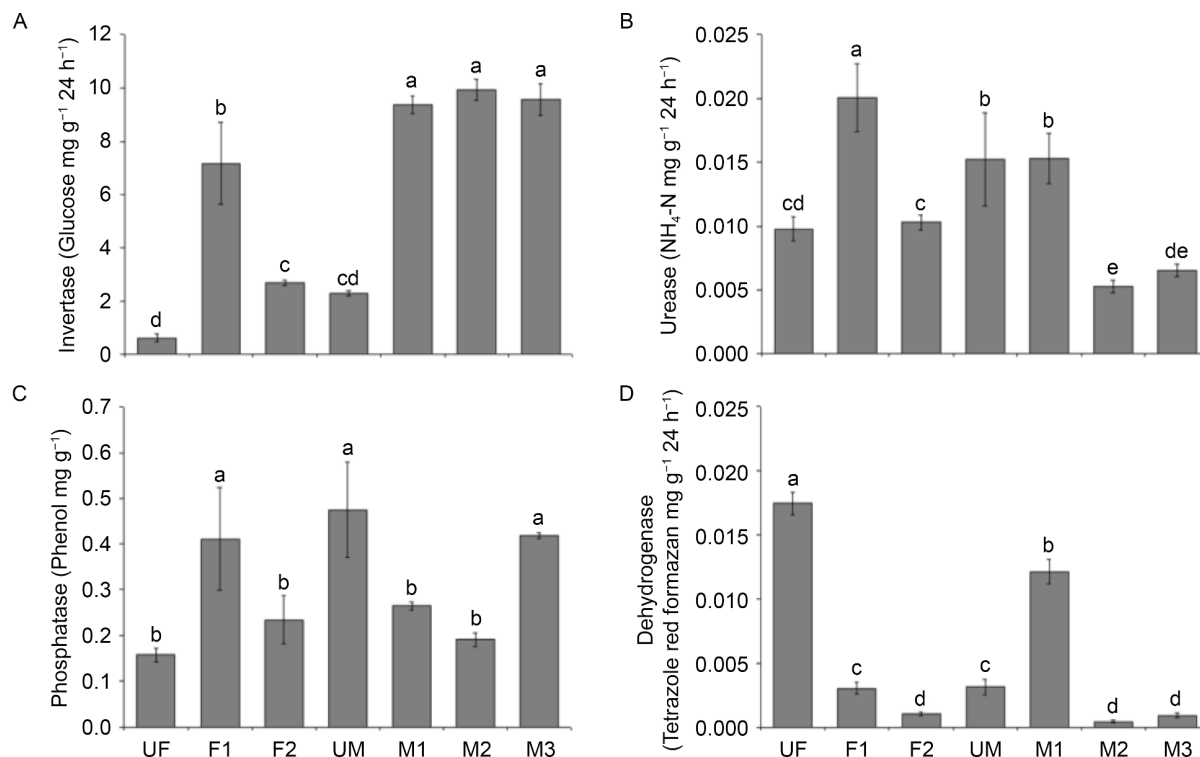 A
Invertase (Glucose mg g⁻¹ 24 h⁻¹)
12
10
8
6
4
2
0
d
b
c
cd
a
a
a
B
Urease (NH₄-N mg g⁻¹ 24 h⁻¹)
0.025
0.020
0.015
0.010
0.005
0.000
cd
a
c
b
b
e
de
C
Phosphatase (Phenol mg g⁻¹)
0.7
0.6
0.5
0.4
0.3
0.2
0.1
0.0
b
a
b
a
b
b
a
UF F1 F2 UM M1 M2 M3
D
Dehydrogenase
(Tetrazole red formazan mg g⁻¹ 24 h⁻¹)
0.025
0.020
0.015
0.010
0.005
0.000
a
c
d
c
b
d
d
UF F1 F2 UM M1 M2 M3